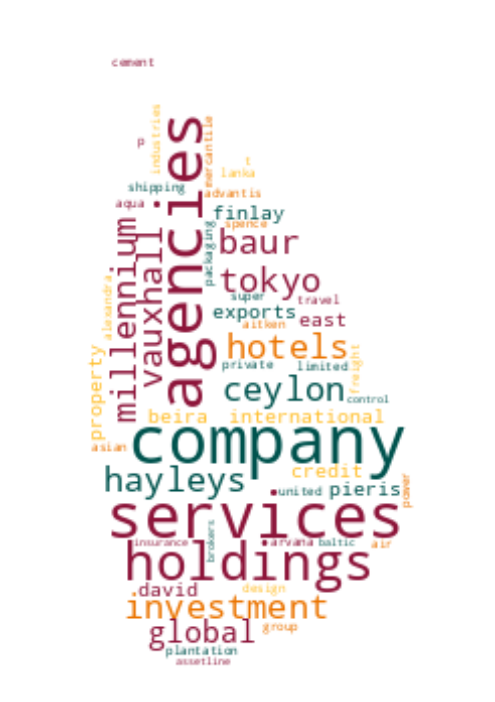 cement
industries
p
agencies
mercantile
t
lanka
shipping
advantis
aqua
finlay
spence
millennium
vauxhall
packaging
baur
tokyo
alexandra
super
travel
exports
aitken
east
hotels
property
private
limited
freight
ceylon
control
beira
international
company
asian
hayleys
credit
united
pieris
power
services
brokers
insurance
arvana
baltic
air
holdings
david
design
investment
global
group
plantation
assetline